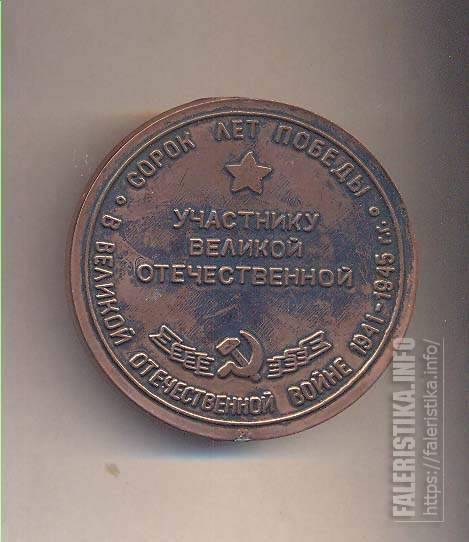 • СОРОК ЛЕТ ПОБЕДЫ •
В ВЕЛИКОЙ ОТЕЧЕСТВЕННОЙ ВОЙНЕ 1941-1945 г.г.
УЧАСТНИКУ
ВЕЛИКОЙ
ОТЕЧЕСТВЕННОЙ
FALERISTIKA.INFO
https://faleristika.info/